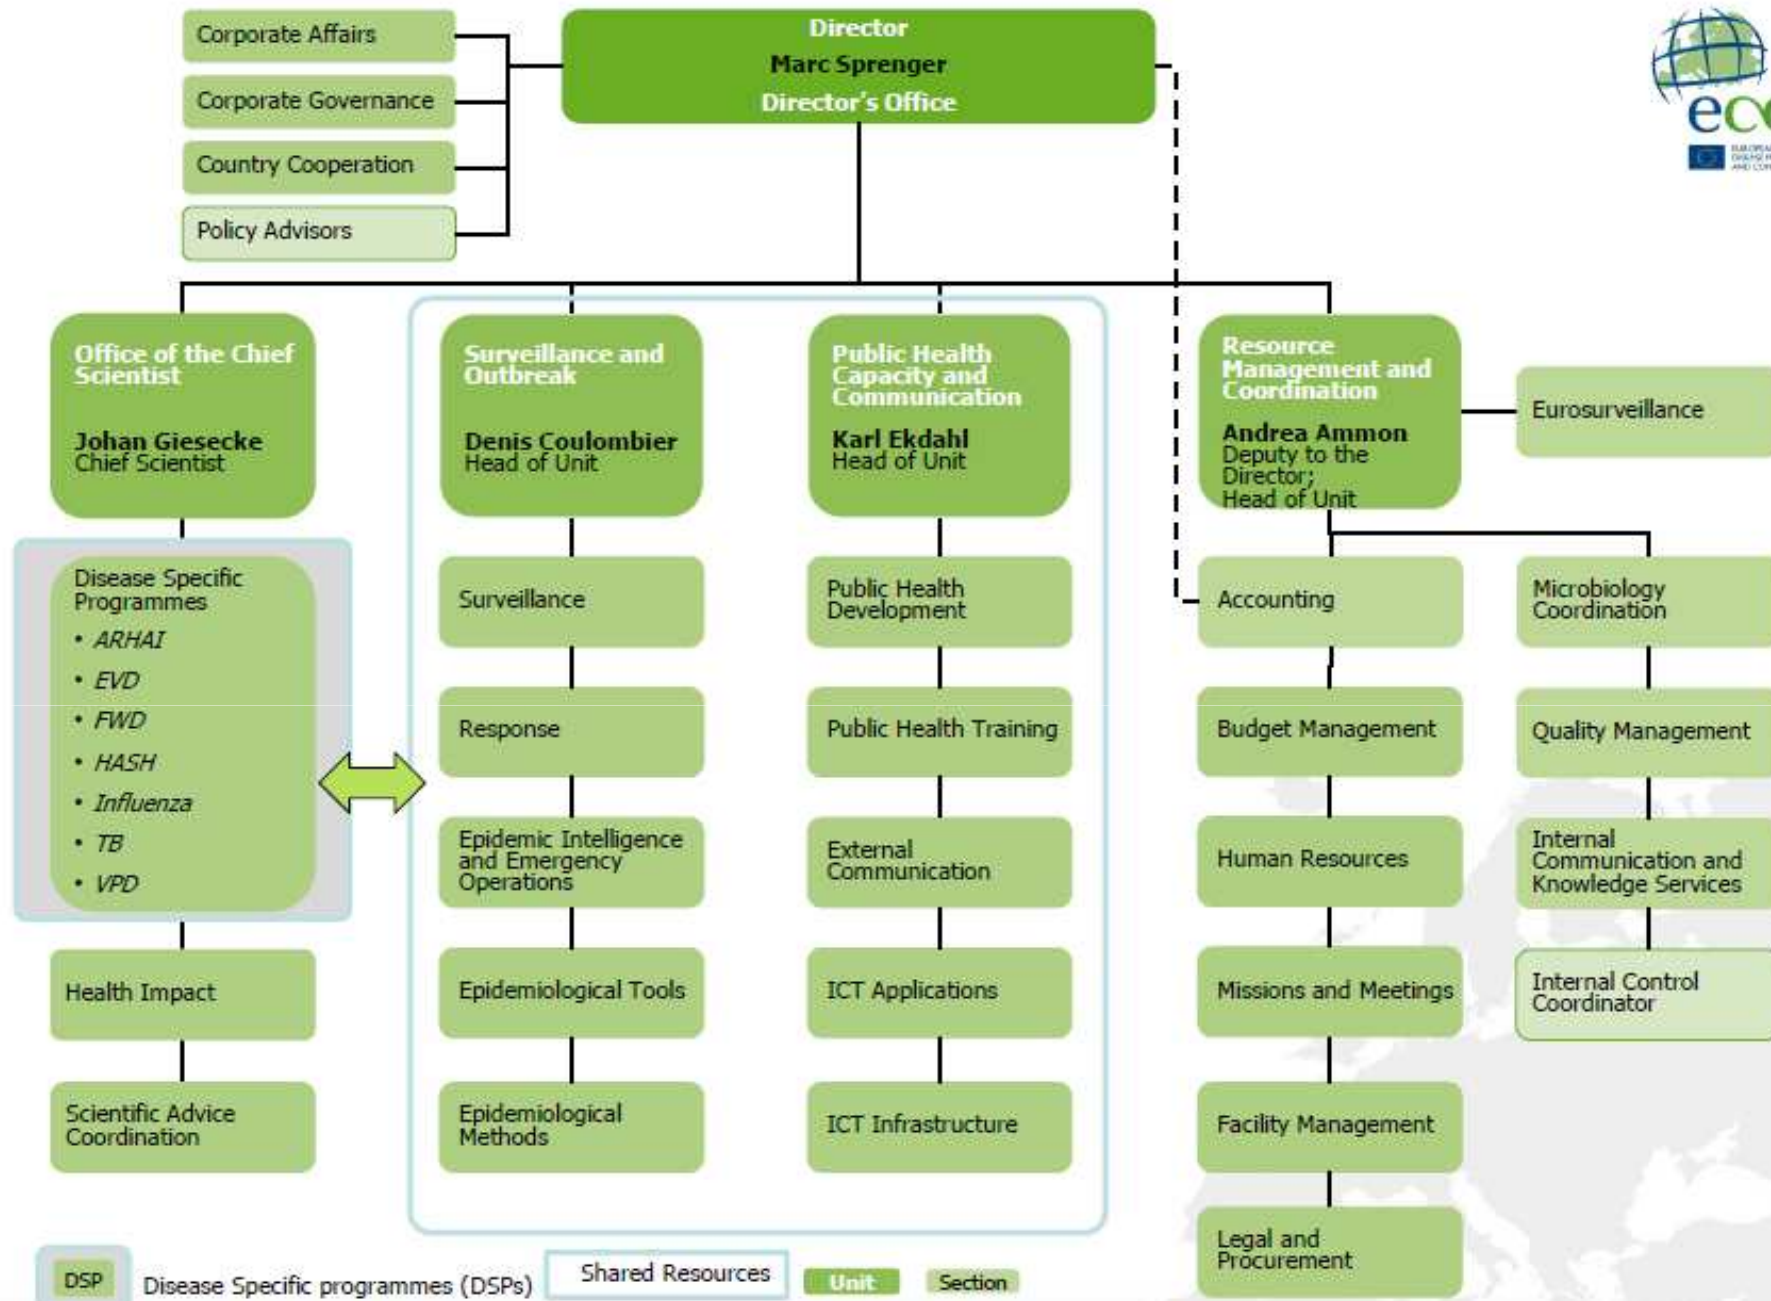 Corporate Affairs
Corporate Governance
Country Cooperation
Policy Advisors
Director
Marc Sprenger
Director's Office
Office of the Chief
Scientist
Johan Giesecke
Chief Scientist
Surveillance and
Outbreak
Denis Coulombier
Head of Unit
Public Health
Capacity and
Communication
Karl Ekdahl
Head of Unit
Resource
Management and
Coordination
Andrea Ammon
Deputy to the
Director;
Head of Unit
Eurosurveillance
Disease Specific
Programmes
• ARHAI
• EVD
• FWD
• HASH
• Influenza
• TB
• VPD
Health Impact
Scientific Advice
Coordination
Surveillance
Response
Epidemic Intelligence
and Emergency
Operations
Epidemiological Tools
Epidemiological
Methods
Public Health
Development
Public Health Training
External
Communication
ICT Applications
ICT Infrastructure
Accounting
Budget Management
Human Resources
Missions and Meetings
Facility Management
Legal and
Procurement
Microbiology
Coordination
Quality Management
Internal
Communication and
Knowledge Services
Internal Control
Coordinator
DSP
Disease Specific programmes (DSPs)
Shared Resources
Unit
Section